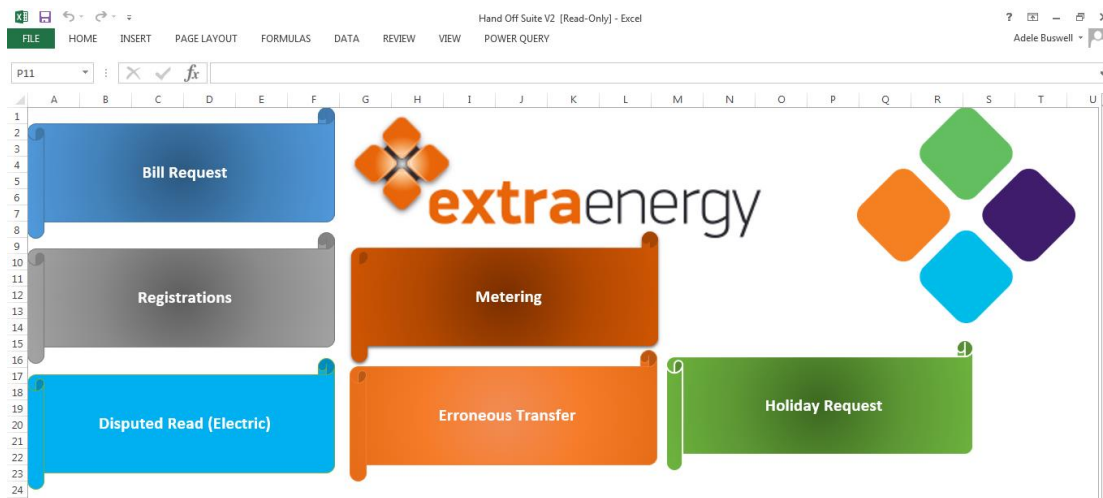 Hand Off Suite V2 [Read-Only] - Excel
?
FILE HOME INSERT PAGE LAYOUT FORMULAS DATA REVIEW VIEW POWER QUERY
Adele Buswell
P11
fx
A B C D E F G H I J K L M N O P Q R S T U
1
2
3
4
5
6
7
8
9
10
11
12
13
14
15
16
17
18
19
20
21
22
23
24
Bill Request
extraenergy
Registrations
Metering
Disputed Read (Electric)
Erroneous Transfer
Holiday Request